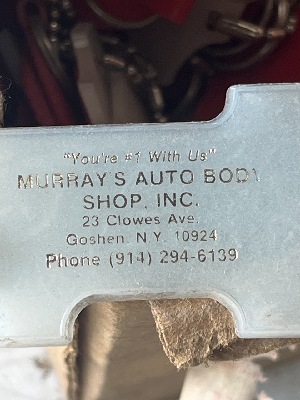 "You're #1 With Us"
MURRAY'S AUTO BODY
SHOP, INC.
23 Clowes Ave.
Goshen, N.Y. 10924
Phone (914) 294-6139